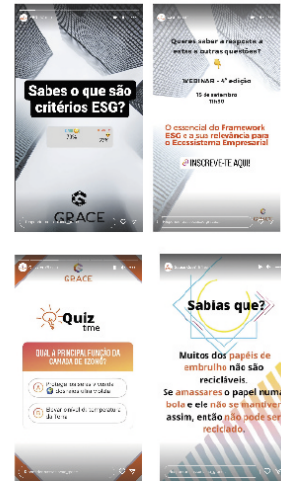 Sabes o que são
critérios ESG?
GRACE
Queres saber a resposta a
estas e outras questões?
WEBINAR - 4ª edição
15 de setembro
11h30
O essencial do Framework
ESG e a sua relevância para
o Ecossistema Empresarial
INSCREVE-TE AQUI!
GRACE
Quiz
time
QUAL A PRINCIPAL FUNÇÃO DA
CAMADA DE OZONO?
Sabias que?
Muitos dos papéis de
embrulho não são
recicláveis.
Se amassares o papel numa
bola e ele não se mantiver
assim, então não pode ser
reciclado.